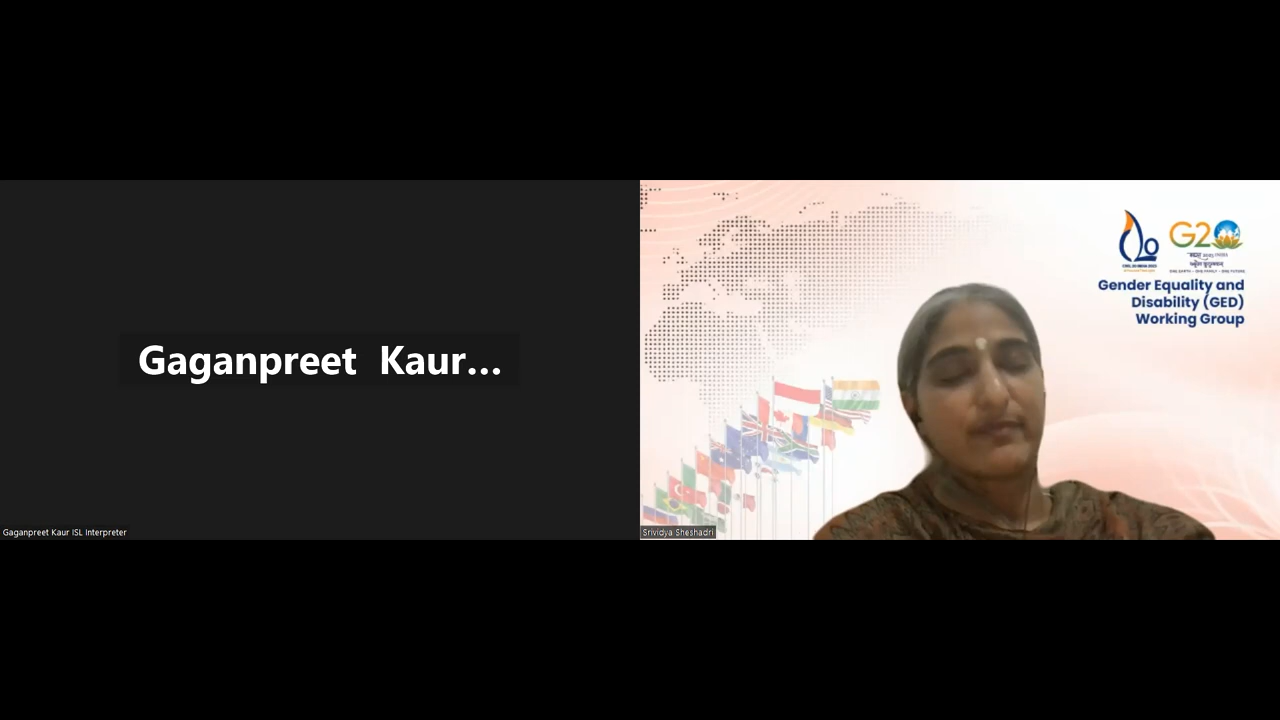 Gaganpreet Kaur...
Gaganpreet Kaur ISL Interpreter
G20
Gender Equality and
Disability (GED)
Working Group
Srividya Sheshadri